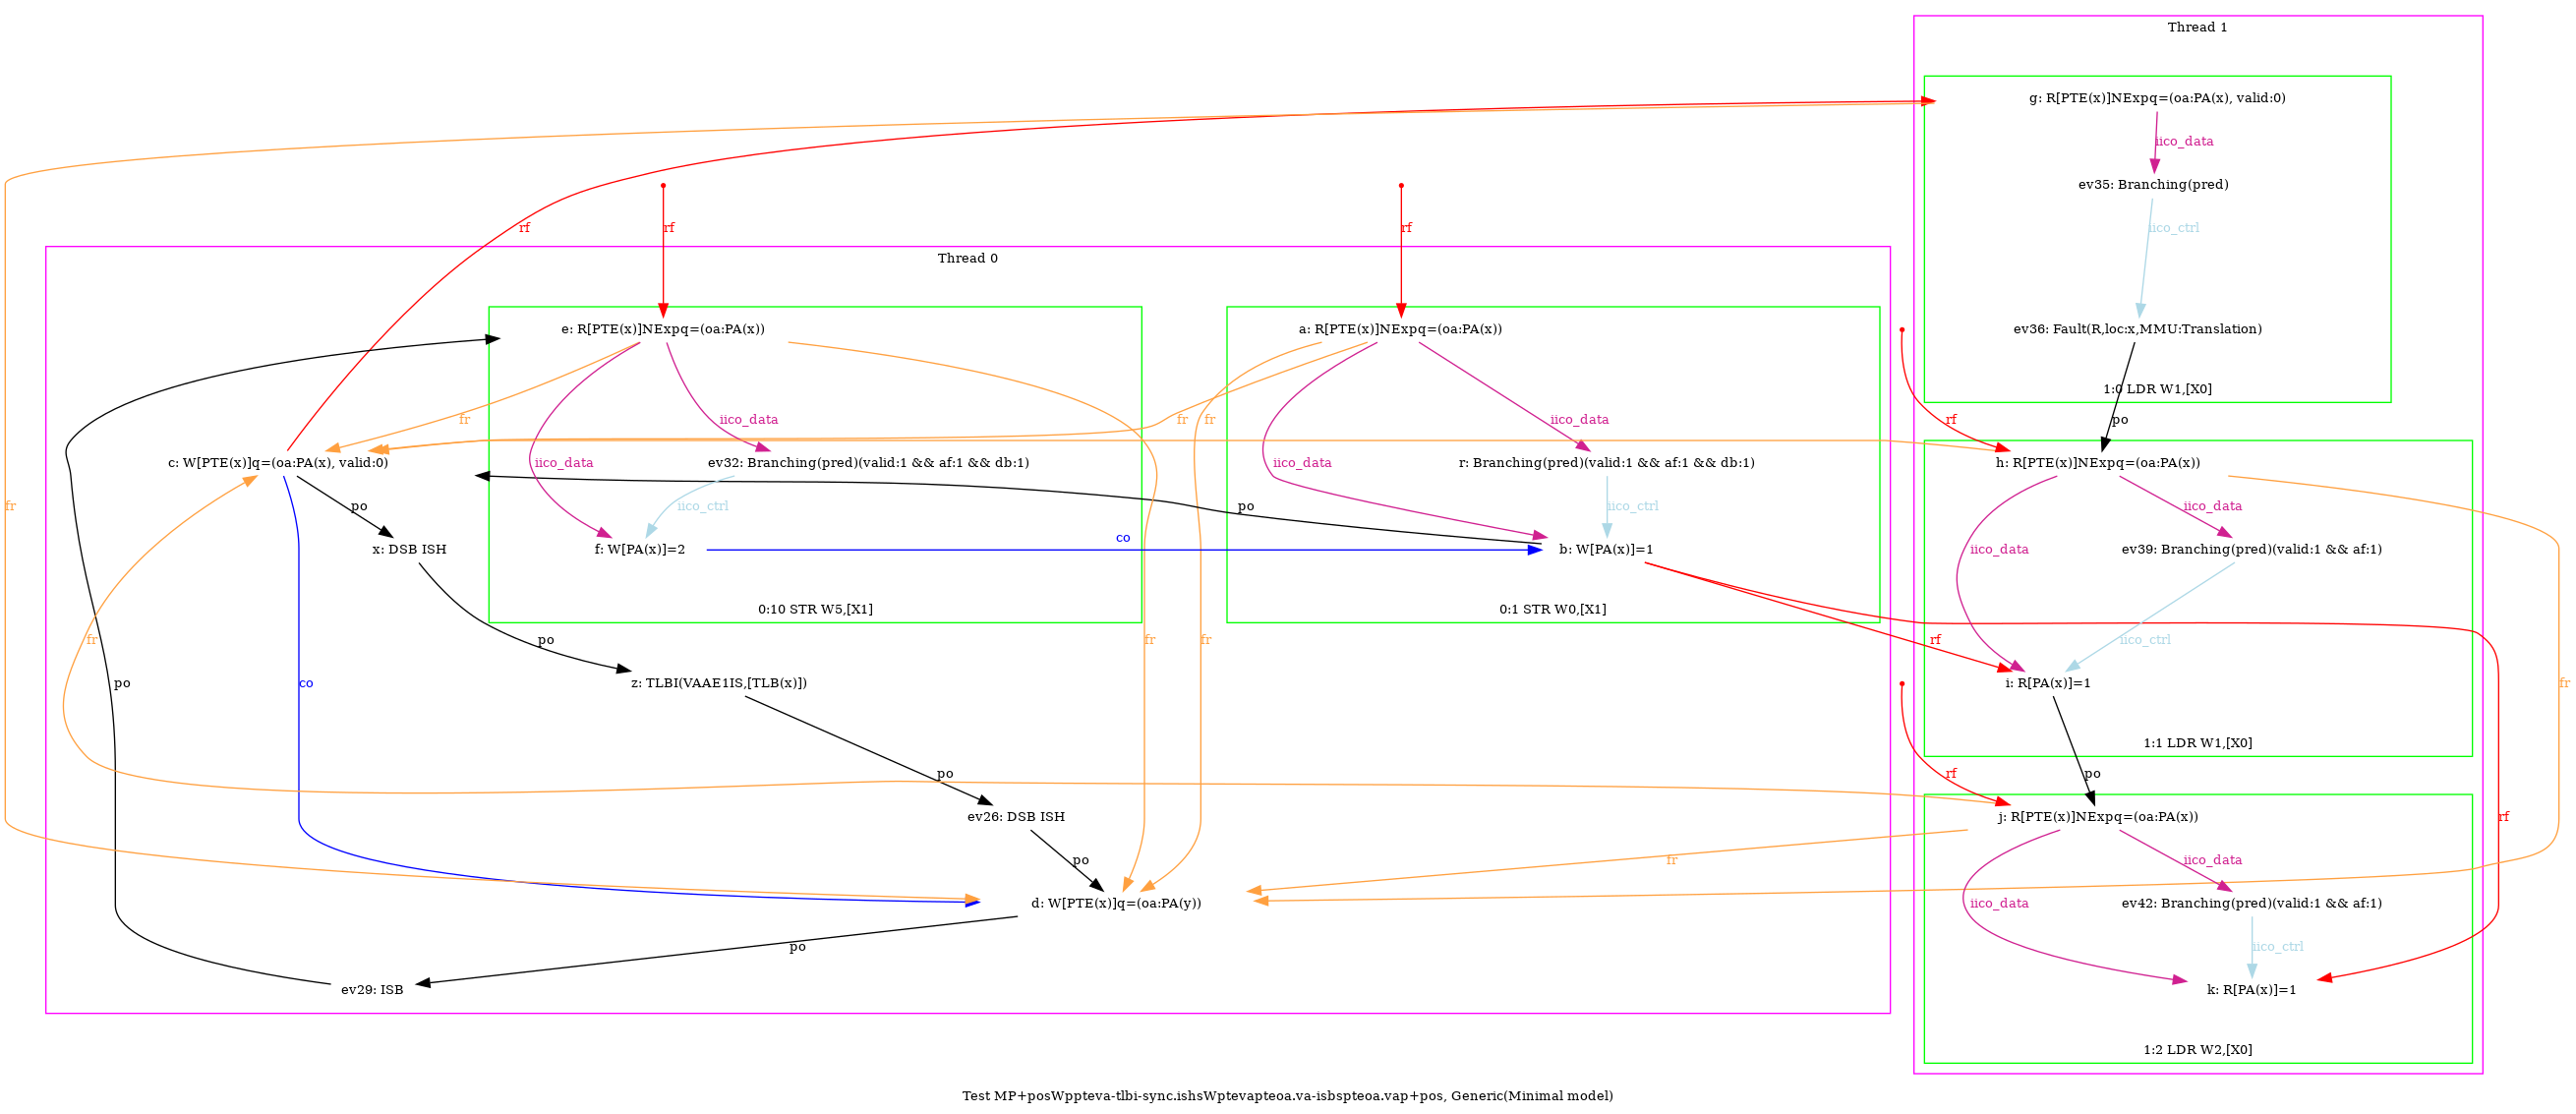 Thread 1
g: R[PTE(x)]NExpq=(oa:PA(x), valid:0)
iico_data
ev35: Branching(pred)
iico_ctrl
ev36: Fault(R,loc:x,MMU:Translation)
1:0 LDR W1,[X0]
po
rf
h: R[PTE(x)]NExpq=(oa:PA(x))
iico_data
iico_data
ev39: Branching(pred)(valid:1 && af:1)
iico_ctrl
rf
i: R[PA(x)]=1
fr
1:1 LDR W1,[X0]
po
rf
j: R[PTE(x)]NExpq=(oa:PA(x))
rf
fr
iico_data
iico_data
ev42: Branching(pred)(valid:1 && af:1)
iico_ctrl
k: R[PA(x)]=1
1:2 LDR W2,[X0]
rf
rf
rf
Thread 0
e: R[PTE(x)]NExpq=(oa:PA(x))
a: R[PTE(x)]NExpq=(oa:PA(x))
fr
iico_data
fr
fr
iico_data
c: W[PTE(x)]q=(oa:PA(x), valid:0)
iico_data
ev32: Branching(pred)(valid:1 && af:1 && db:1)
iico_data
r: Branching(pred)(valid:1 && af:1 && db:1)
fr
po
iico_ctrl
po
iico_ctrl
x: DSB ISH
f: W[PA(x)]=2
co
b: W[PA(x)]=1
0:10 STR W5,[X1]
0:1 STR W0,[X1]
fr
po
fr
fr
po
co
z: TLBI(VAAE1IS,[TLB(x)])
po
ev26: DSB ISH
po
d: W[PTE(x)]q=(oa:PA(y))
po
ev29: ISB
Test MP+posWppteva-tlbi-sync.ishsWptevapteoa.va-isbspteoa.vap+pos, Generic(Minimal model)